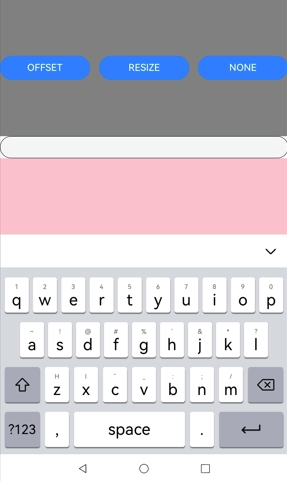 OFFSET RESIZE NONE
1 2 3 4 5 6 7 8 9 0
q w e r t y u i o p
~ ! @ # % ' & * ?
a s d f g h j k l
H I - : ; /
z x c v b n m
?123 , space .